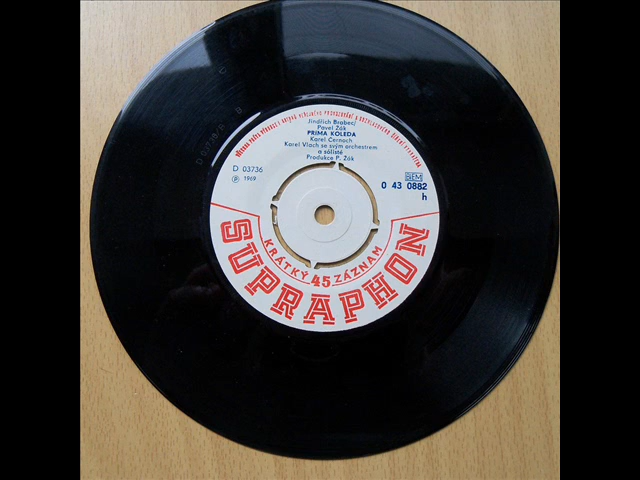 Jindřich Brabec/
Pavel Žák
PRIMA KOLEDA
Karel Černoch
Karel Vlach se svým orchestrem
a sólisté
Produkce P. Žák
D 03736
℗ 1969
BIEM
0 43 0882
h
KRÁTKÝ 45 ZÁZNAM
SUPRAPHON